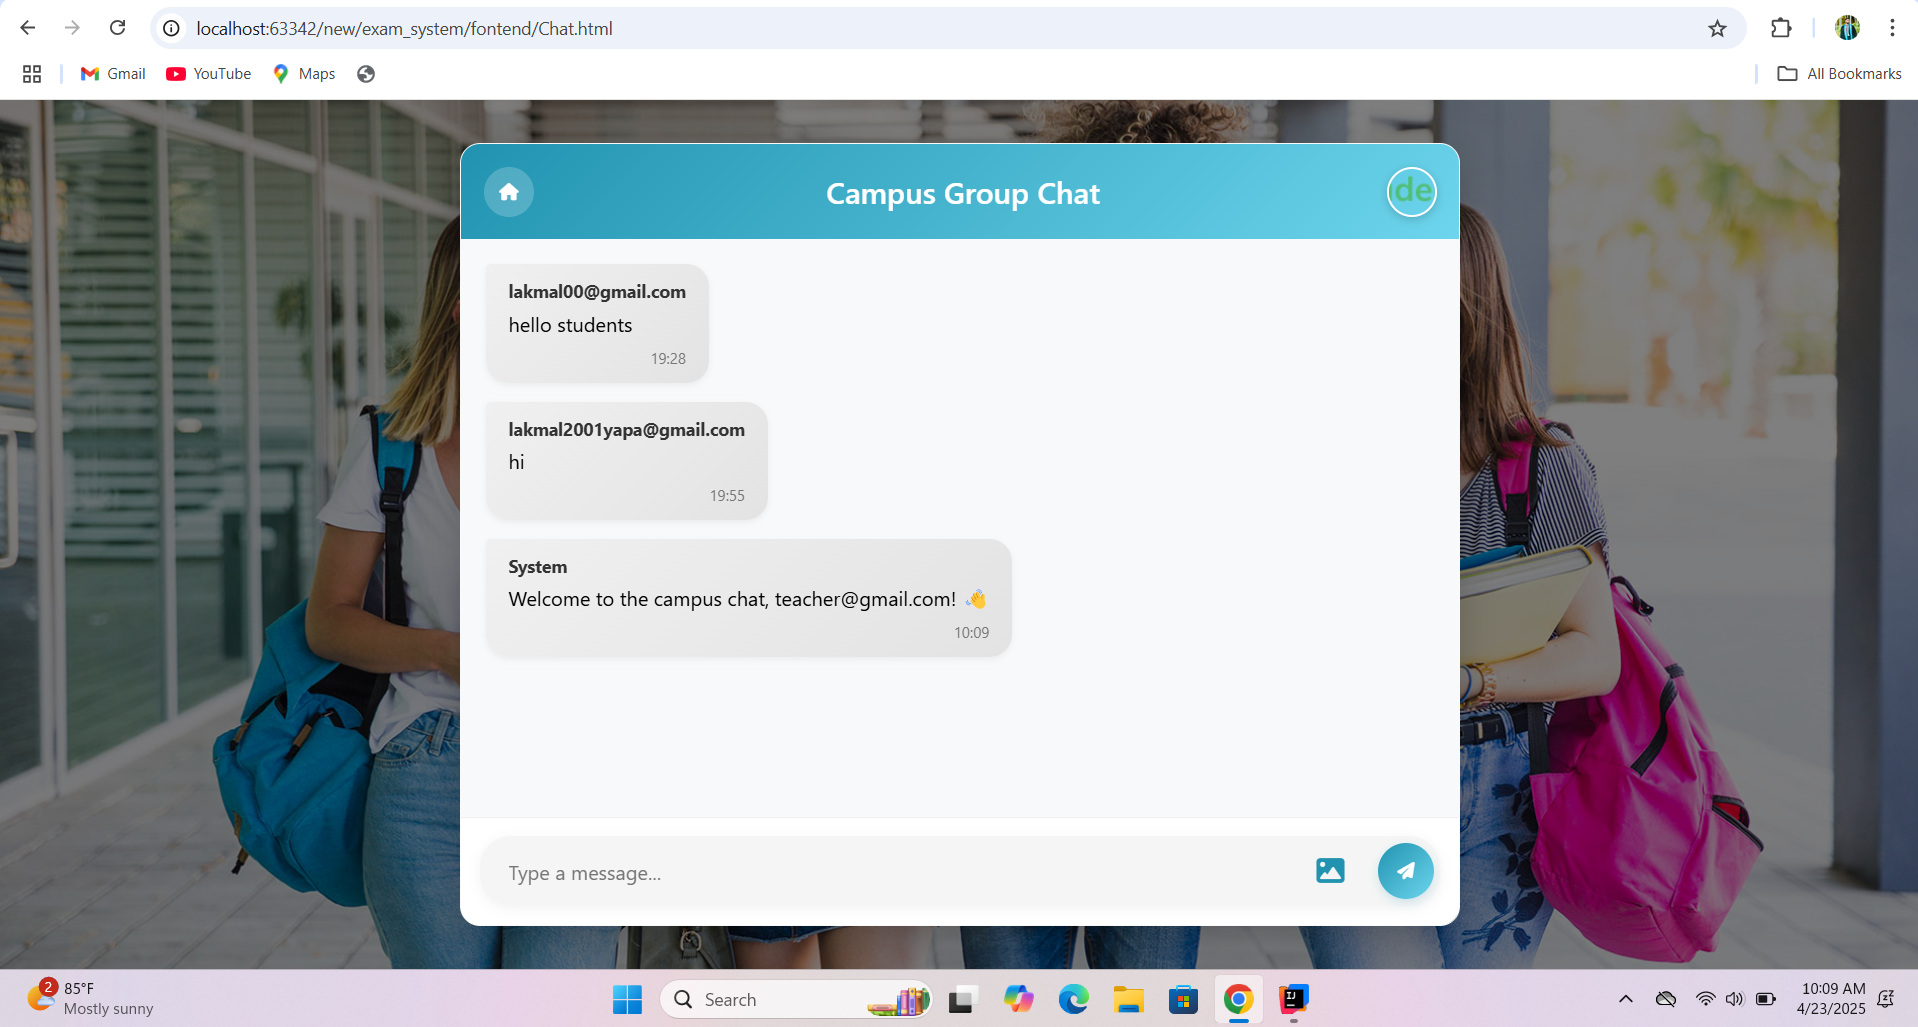 localhost:63342/new/exam_system/fontend/Chat.html
Gmail
YouTube
Maps
All Bookmarks
Campus Group Chat
de
lakmal00@gmail.com
hello students
19:28
lakmal2001yapa@gmail.com
hi
19:55
System
Welcome to the campus chat, teacher@gmail.com! 👋
10:09
Type a message...
2
85°F
Mostly sunny
Search
IJ
10:09 AM
4/23/2025